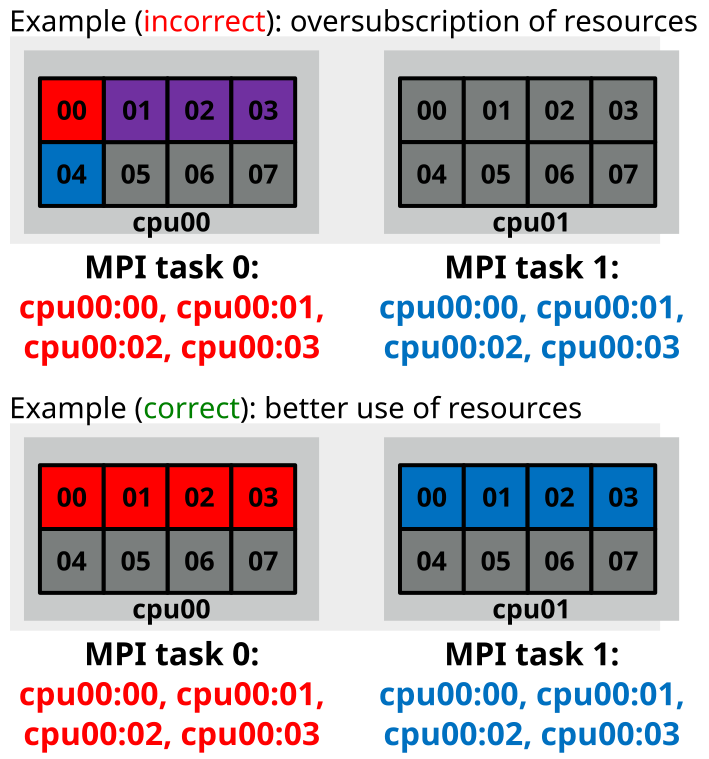 Example (incorrect): oversubscription of resources
00 01 02 03 00 01 02 03
04 05 06 07 04 05 06 07
cpu00 cpu01
MPI task 0: MPI task 1:
cpu00:00, cpu00:01, cpu00:00, cpu00:01,
cpu00:02, cpu00:03 cpu00:02, cpu00:03
Example (correct): better use of resources
00 01 02 03 00 01 02 03
04 05 06 07 04 05 06 07
cpu00 cpu01
MPI task 0: MPI task 1:
cpu00:00, cpu00:01, cpu00:00, cpu00:01,
cpu00:02, cpu00:03 cpu00:02, cpu00:03